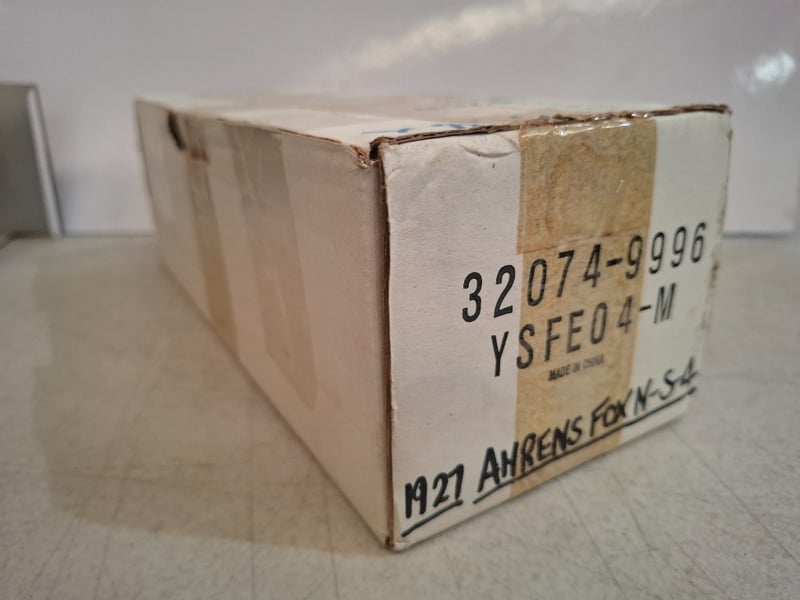 32074-9996
YSFE04-M
MADE IN CHINA
1927 AHRENS FOX N-S-4